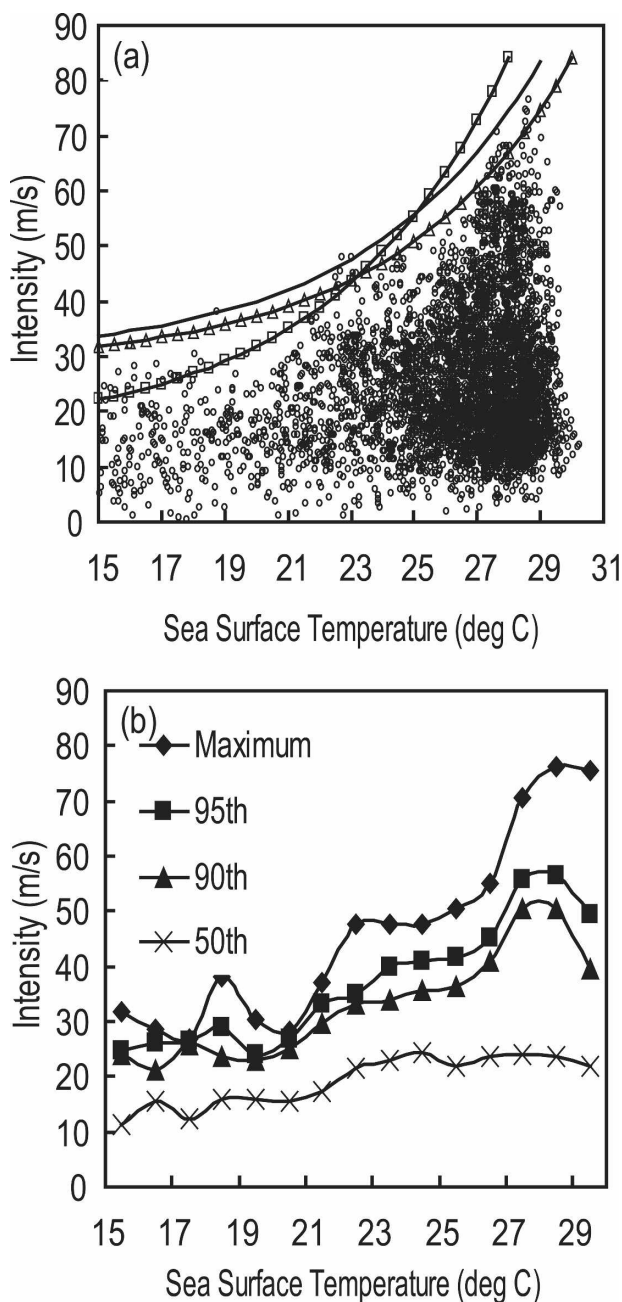 (a)
90
80
70
60
50
40
30
20
10
0
Intensity (m/s)
15 17 19 21 23 25 27 29 31
Sea Surface Temperature (deg C)
(b)
90
80
70
60
50
40
30
20
10
0
Intensity (m/s)
Maximum
95th
90th
50th
15 17 19 21 23 25 27 29
Sea Surface Temperature (deg C)